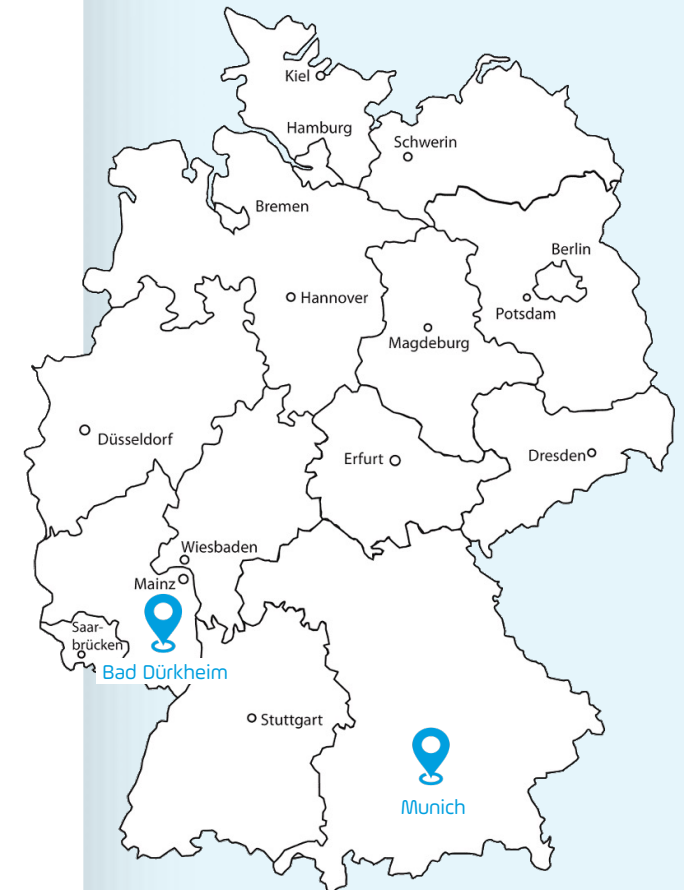 Kiel
Hamburg
Schwerin
Bremen
Berlin
Hannover
Potsdam
Magdeburg
Düsseldorf
Erfurt
Dresden
Wiesbaden
Mainz
Saar-
brücken
Bad Dürkheim
Stuttgart
Munich